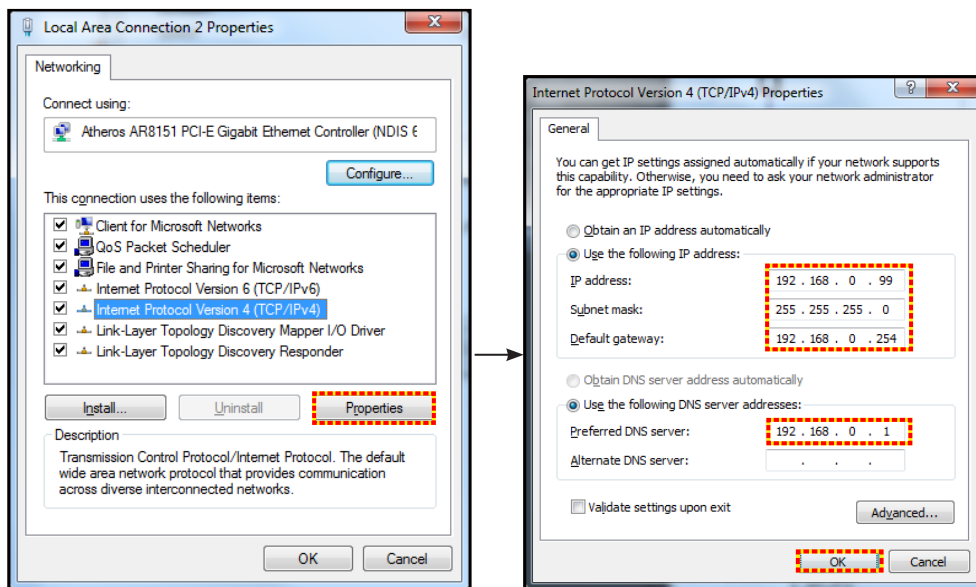 Local Area Connection 2 Properties
Networking
Connect using:
Atheros AR8151 PCI-E Gigabit Ethernet Controller (NDIS 6
Configure...
This connection uses the following items:
Client for Microsoft Networks
QoS Packet Scheduler
File and Printer Sharing for Microsoft Networks
Internet Protocol Version 6 (TCP/IPv6)
Internet Protocol Version 4 (TCP/IPv4)
Link-Layer Topology Discovery Mapper I/O Driver
Link-Layer Topology Discovery Responder
Install...
Uninstall
Properties
Description
Transmission Control Protocol/Internet Protocol. The default
wide area network protocol that provides communication
across diverse interconnected networks.
OK
Cancel
Internet Protocol Version 4 (TCP/IPv4) Properties
General
You can get IP settings assigned automatically if your network supports
this capability. Otherwise, you need to ask your network administrator
for the appropriate IP settings.
Obtain an IP address automatically
Use the following IP address:
IP address: 192 . 168 . 0 . 99
Subnet mask: 255 . 255 . 255 . 0
Default gateway: 192 . 168 . 0 . 254
Obtain DNS server address automatically
Use the following DNS server addresses:
Preferred DNS server: 192 . 168 . 0 . 1
Alternate DNS server: . . .
Validate settings upon exit
Advanced...
OK
Cancel